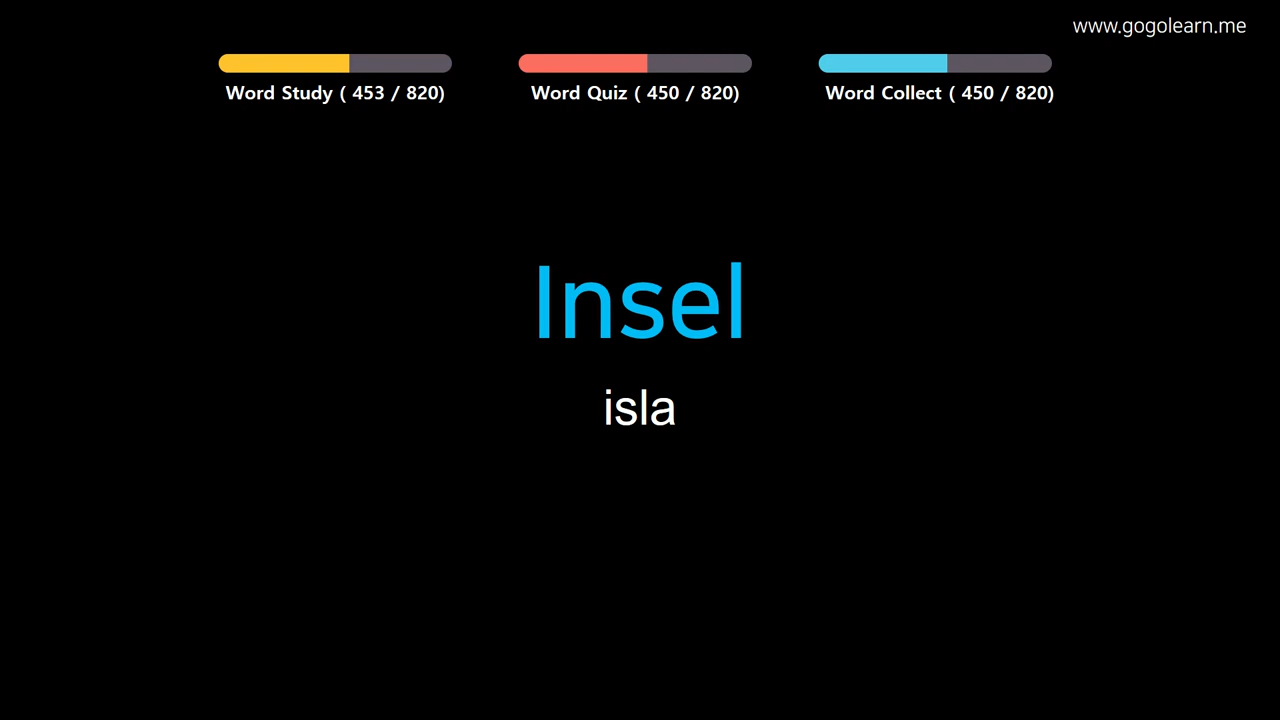 www.gogolearn.me
Word Study ( 453 / 820)
Word Quiz ( 450 / 820)
Word Collect ( 450 / 820)
Insel
isla